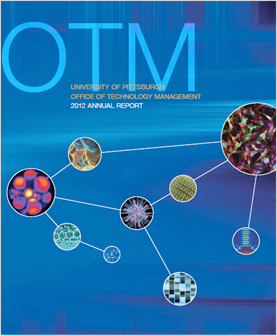 OTM
UNIVERSITY OF PITTSBURGH
OFFICE OF TECHNOLOGY MANAGEMENT
2012 ANNUAL REPORT